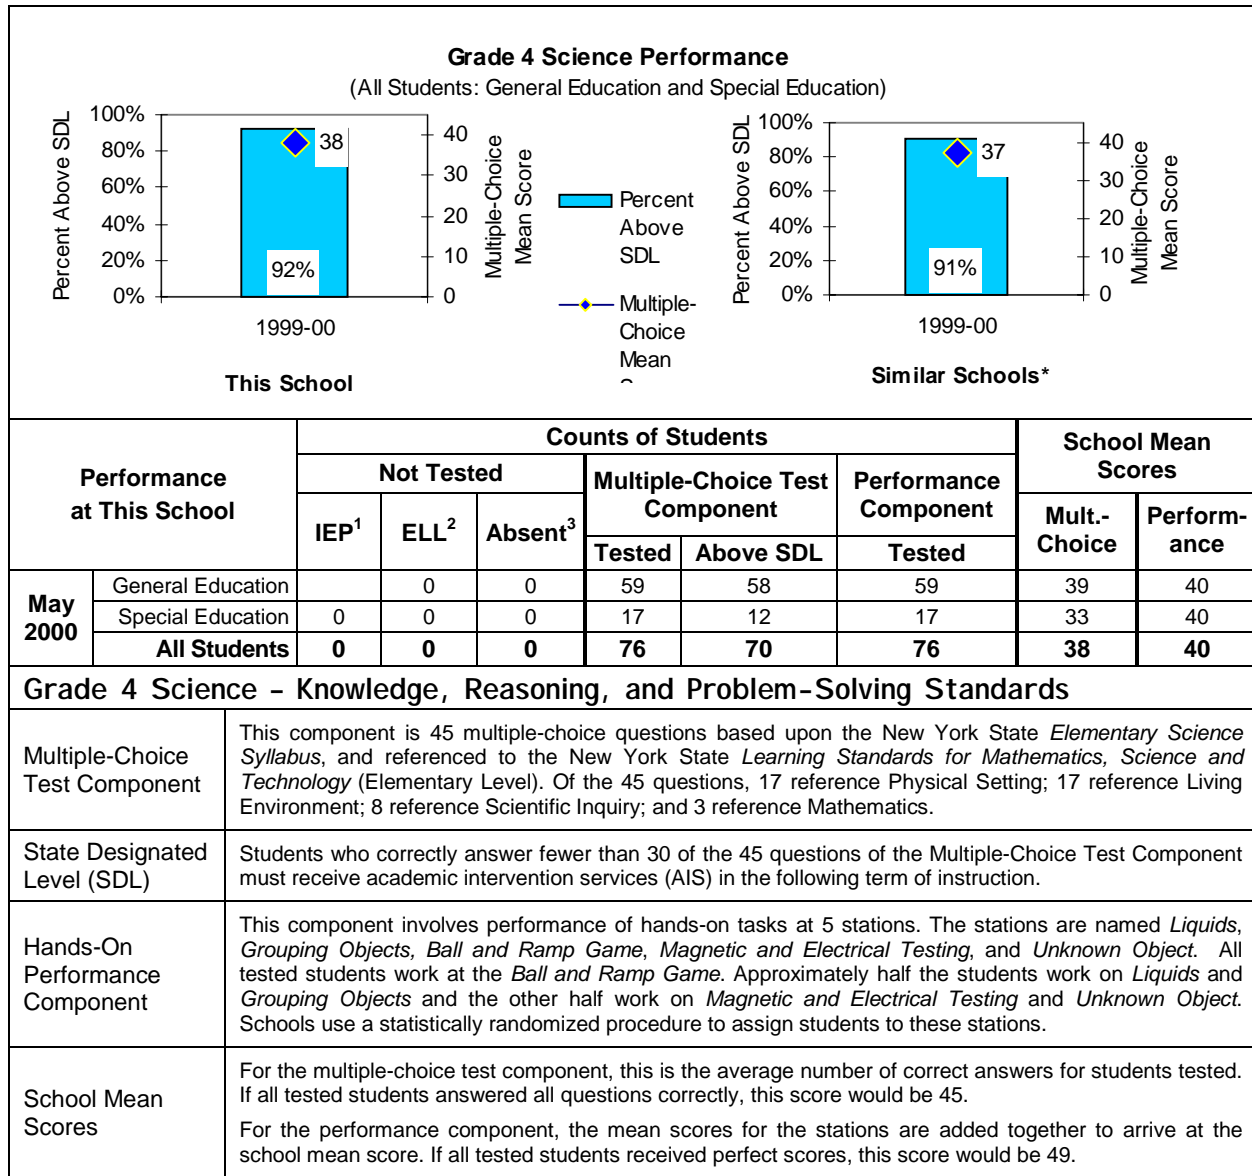 Grade 4 Science Performance
(All Students: General Education and Special Education)
Percent Above SDL
100%
80%
60%
40%
20%
0%
38
92%
40
30
20
10
0
Multiple-Choice
Mean Score
1999-00
This School
Percent
Above
SDL
Multiple-
Choice
Mean
Percent Above SDL
100%
80%
60%
40%
20%
0%
37
91%
40
30
20
10
0
Multiple-Choice
Mean Score
1999-00
Similar Schools*
Performance
at This School
Counts of Students
School Mean
Scores
Not Tested
Multiple-Choice Test
Component
Performance
Component
IEP1
ELL2
Absent3
Tested
Above SDL
Tested
Mult.-
Choice
Perform-
ance
May
2000
General Education 0 0 59 58 59 39 40
Special Education 0 0 0 17 12 17 33 40
All Students 0 0 0 76 70 76 38 40
Grade 4 Science – Knowledge, Reasoning, and Problem-Solving Standards
Multiple-Choice
Test Component
This component is 45 multiple-choice questions based upon the New York State Elementary Science
Syllabus, and referenced to the New York State Learning Standards for Mathematics, Science and
Technology (Elementary Level). Of the 45 questions, 17 reference Physical Setting; 17 reference Living
Environment; 8 reference Scientific Inquiry; and 3 reference Mathematics.
State Designated
Level (SDL)
Students who correctly answer fewer than 30 of the 45 questions of the Multiple-Choice Test Component
must receive academic intervention services (AIS) in the following term of instruction.
Hands-On
Performance
Component
This component involves performance of hands-on tasks at 5 stations. The stations are named Liquids,
Grouping Objects, Ball and Ramp Game, Magnetic and Electrical Testing, and Unknown Object. All
tested students work at the Ball and Ramp Game. Approximately half the students work on Liquids and
Grouping Objects and the other half work on Magnetic and Electrical Testing and Unknown Object.
Schools use a statistically randomized procedure to assign students to these stations.
School Mean
Scores
For the multiple-choice test component, this is the average number of correct answers for students tested.
If all tested students answered all questions correctly, this score would be 45.
For the performance component, the mean scores for the stations are added together to arrive at the
school mean score. If all tested students received perfect scores, this score would be 49.